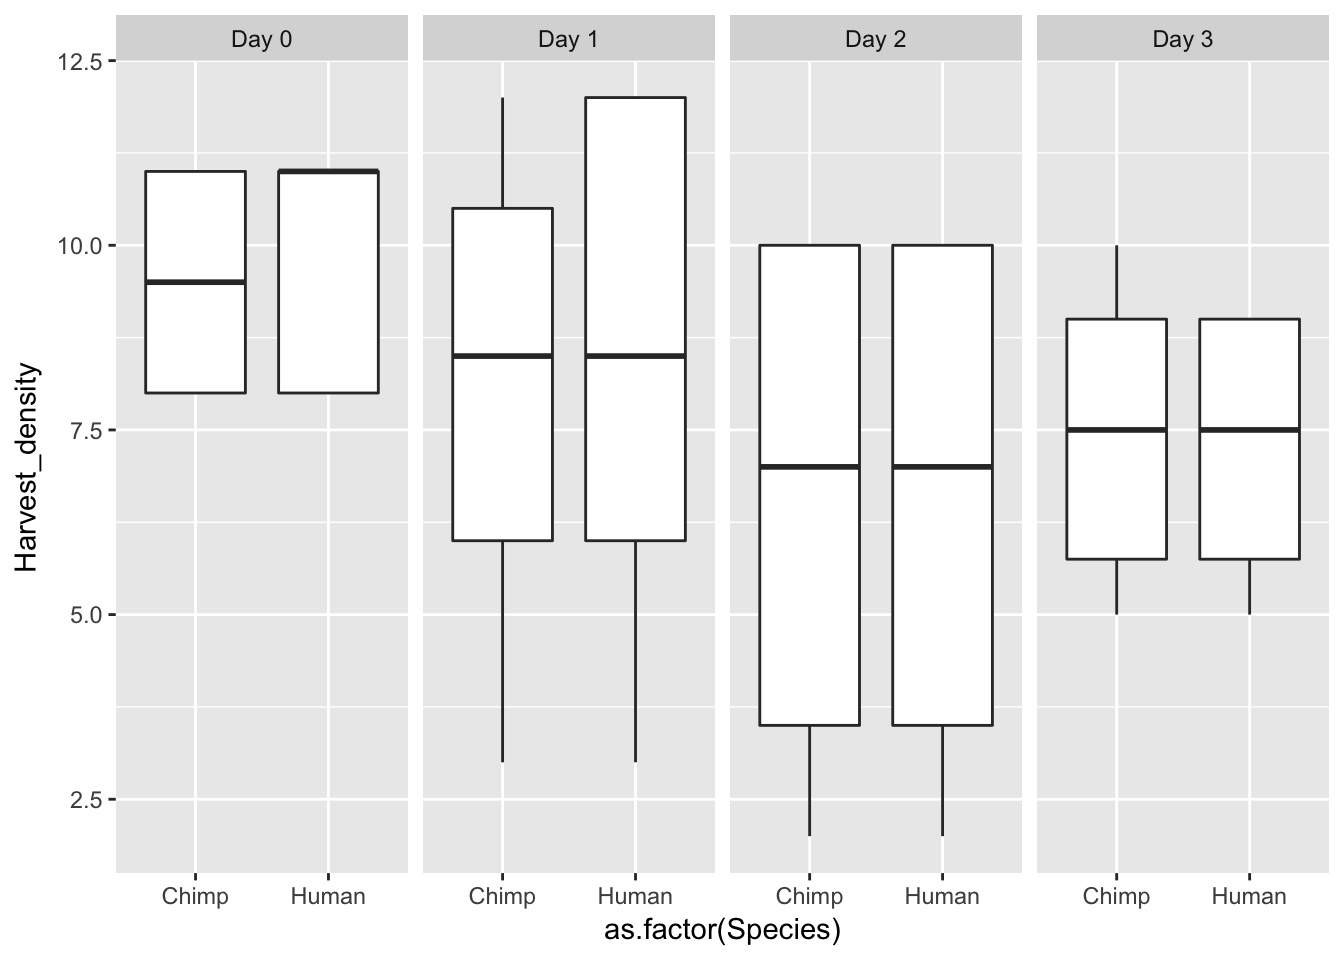 Day 0
Day 1
Day 2
Day 3
12.5
10.0
7.5
5.0
2.5
Harvest_density
Chimp Human
Chimp Human
Chimp Human
Chimp Human
as.factor(Species)